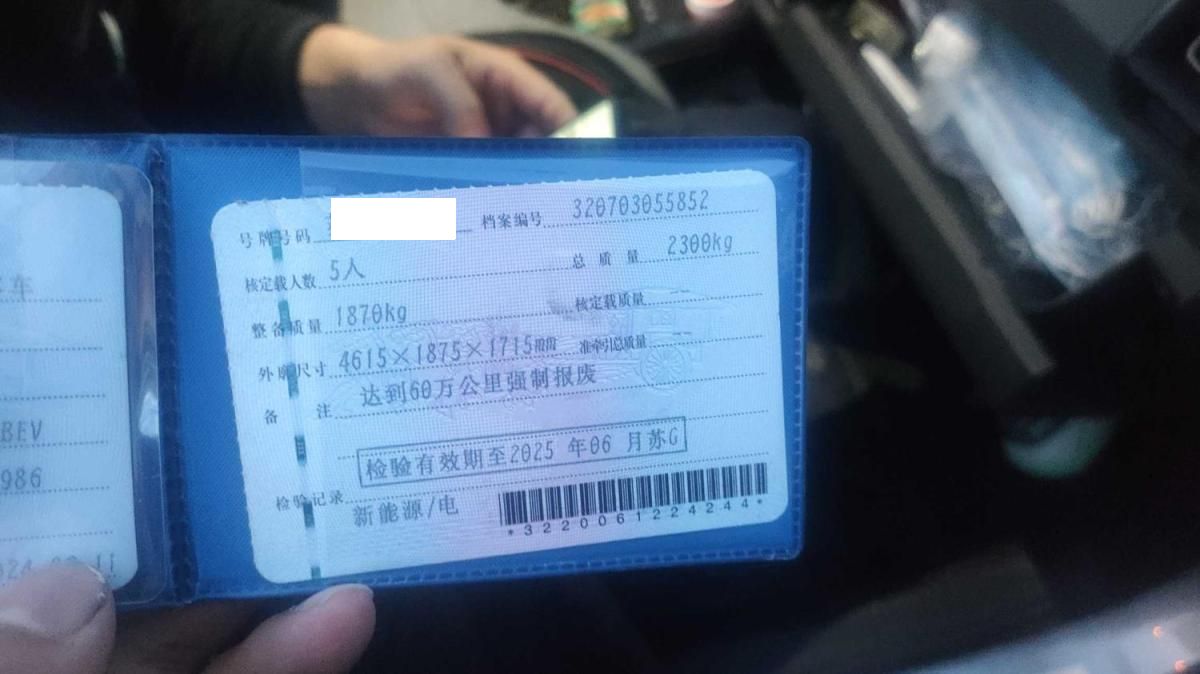 车
BEV
986
号牌号码 档案编号 320703055852
核定载人数 5人 总质量 2300kg
整备质量 1870kg 核定载质量
外廓尺寸 4615×1875×1715mm 准牵引总质量
备注 达到60万公里强制报废
检验有效期至2025 年06 月苏G
检验记录 新能源/电
*3220061224244*